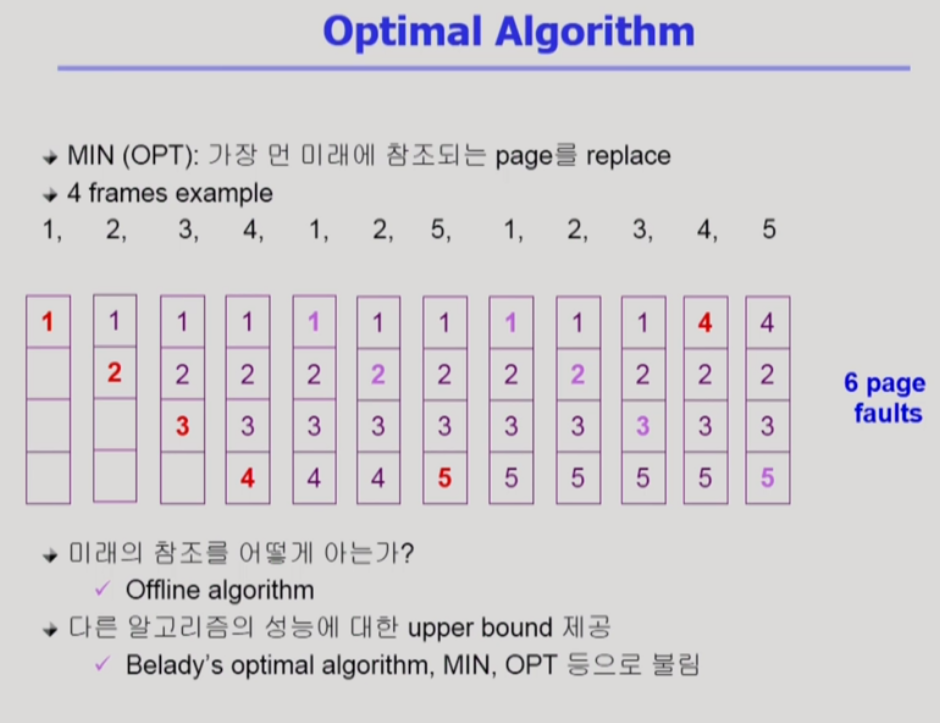 Optimal Algorithm
MIN (OPT): 가장 먼 미래에 참조되는 page를 replace
4 frames example
1, 2, 3, 4, 1, 2, 5, 1, 2, 3, 4, 5
1 1 1 1 1 1 1 1 1 1 4 4
2 2 2 2 2 2 2 2 2 2 2
3 3 3 3 3 3 3 3 3 3
4 4 4 5 5 5 5 5 5
6 page
faults
미래의 참조를 어떻게 아는가?
✓ Offline algorithm
다른 알고리즘의 성능에 대한 upper bound 제공
✓ Belady's optimal algorithm, MIN, OPT 등으로 불림